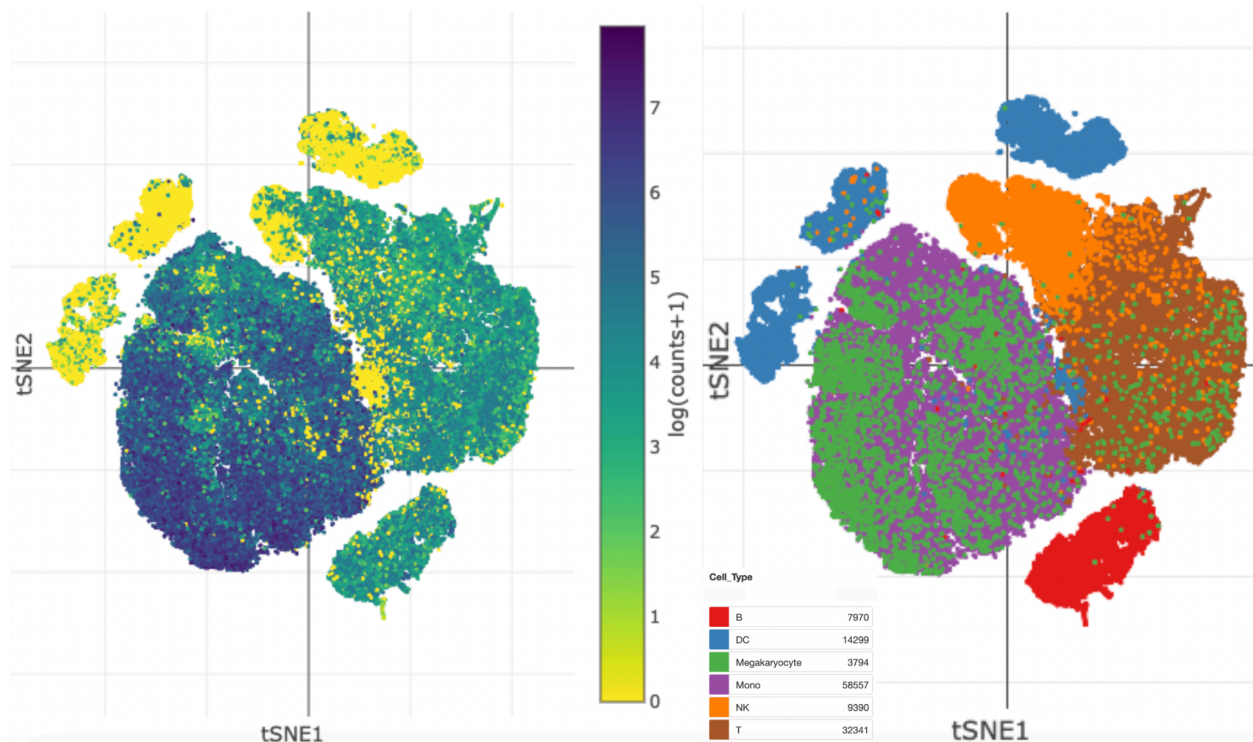 tSNE2
tSNE1
7
6
5
4
3
2
1
0
log(counts+1)
tSNE2
tSNE1
Cell_Type
B 7970
DC 14299
Megakaryocyte 3794
Mono 58557
NK 9390
T 32341